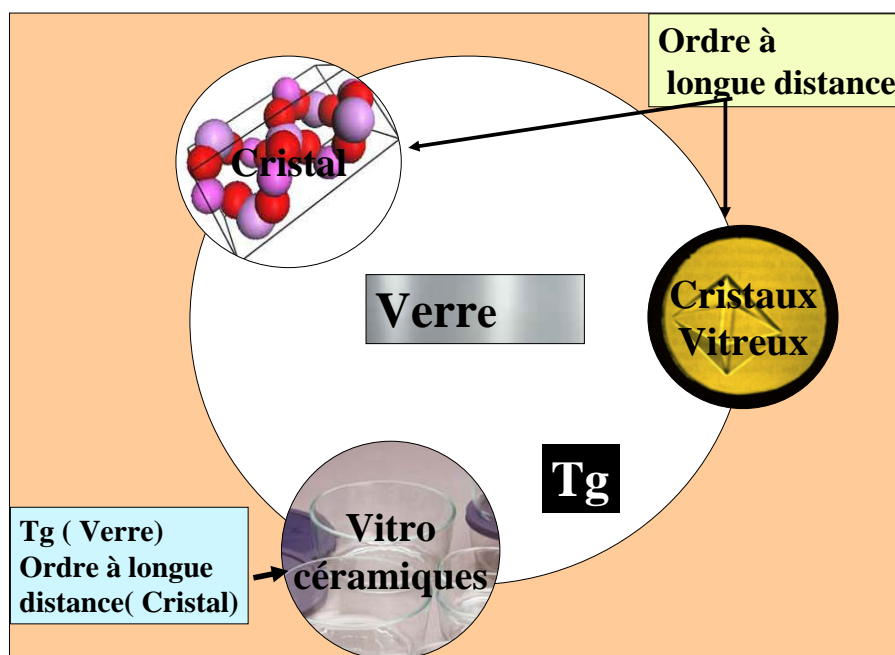 Ordre à
longue distance
Cristal
Verre
Cristaux
Vitreux
Tg
Vitro
céramiques
Tg ( Verre)
Ordre à longue
distance( Cristal)